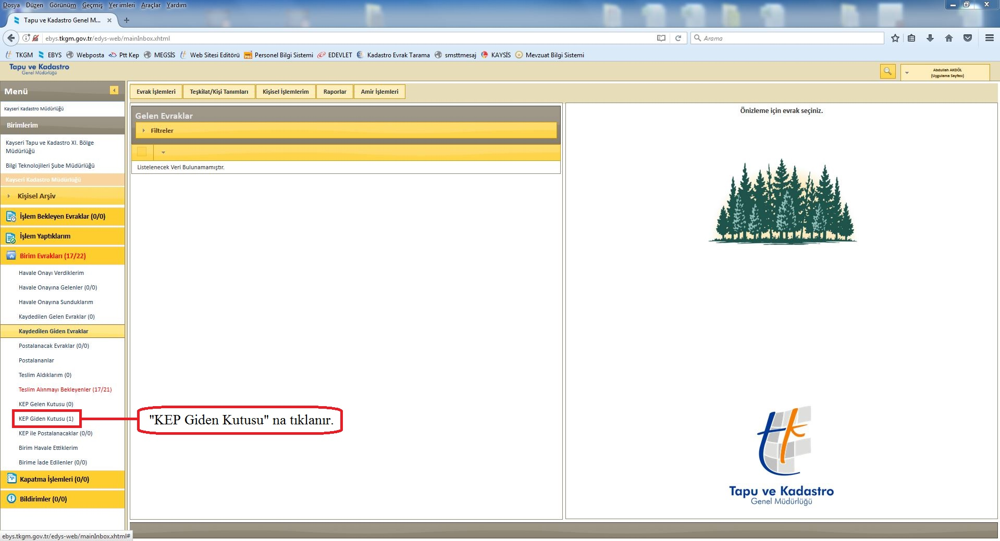 Dosya Düzen Görünüm Geçmiş Yer imleri Araçlar Yardım
Tapu ve Kadastro Genel M...
ebys.tkgm.gov.tr/edys-web/mainInbox.xhtml
Arama
TKGM EBYS Webposta Ptt Kep MEGSİS Web Sitesi Editörü Personel Bilgi Sistemi EDEVLET Kadastro Evrak Tarama smsttmesaj KAYSİS Mevzuat Bilgi Sistemi
Tapu ve Kadastro
Genel Müdürlüğü
Abdullah AKDÖL
(Uygulama Sayfası)
Menü
Kayseri Kadastro Müdürlüğü
Birimlerim
Kayseri Tapu ve Kadastro XI. Bölge
Müdürlüğü
Bilgi Teknolojileri Şube Müdürlüğü
Kayseri Kadastro Müdürlüğü
Kişisel Arşiv
İşlem Bekleyen Evraklar (0/0)
İşlem Yaptıklarım
Birim Evrakları (17/22)
Havale Onayı Verdiklerim
Havale Onayına Gelenler (0/0)
Havale Onayına Sunduklarım
Kaydedilen Gelen Evraklar (0)
Kaydedilen Giden Evraklar
Postalanacak Evraklar (0/0)
Postalananlar
Teslim Aldıklarım (0)
Teslim Alınmayı Bekleyenler (17/21)
KEP Gelen Kutusu (0)
KEP Giden Kutusu (1)
KEP ile Postalanacaklar (0/0)
Birim Havale Ettiklerim
Birime İade Edilenler (0/0)
Kapatma İşlemleri (0/0)
Bildirimler (0/0)
Evrak İşlemleri Teşkilat/Kişi Tanımları Kişisel İşlemlerim Raporlar Amir İşlemleri
Gelen Evraklar
Filtreler
Listelenecek Veri Bulunamamıştır.
"KEP Giden Kutusu" na tıklanır.
Önizleme için evrak seçiniz.
tk
Tapu ve Kadastro
Genel Müdürlüğü
ebys.tkgm.gov.tr/edys-web/mainInbox.xhtml#